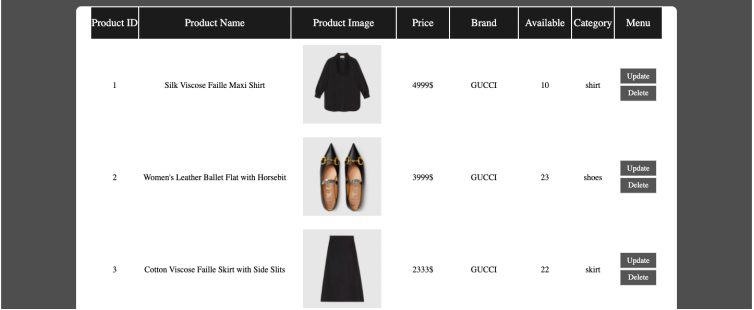 Product ID Product Name Product Image Price Brand Available Category Menu
1 Silk Viscose Faille Maxi Shirt 4999$ GUCCI 10 shirt Update
Delete
2 Women's Leather Ballet Flat with Horsebit 3999$ GUCCI 23 shoes Update
Delete
3 Cotton Viscose Faille Skirt with Side Slits 2333$ GUCCI 22 skirt Update
Delete